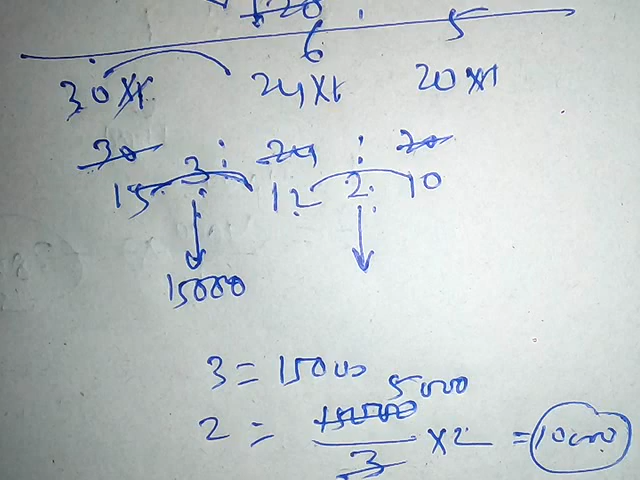 120
6 5
30×1 24×1 20×1
30 : 24 : 20
15 3 12 2 10
15000
3 = 15000
5000
2 = 15000/3 ×2 = 10000